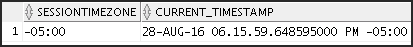 SESSIONTIMEZONE CURRENT_TIMESTAMP
1 -05:00 28-AUG-16 06.15.59.648595000 PM -05:00